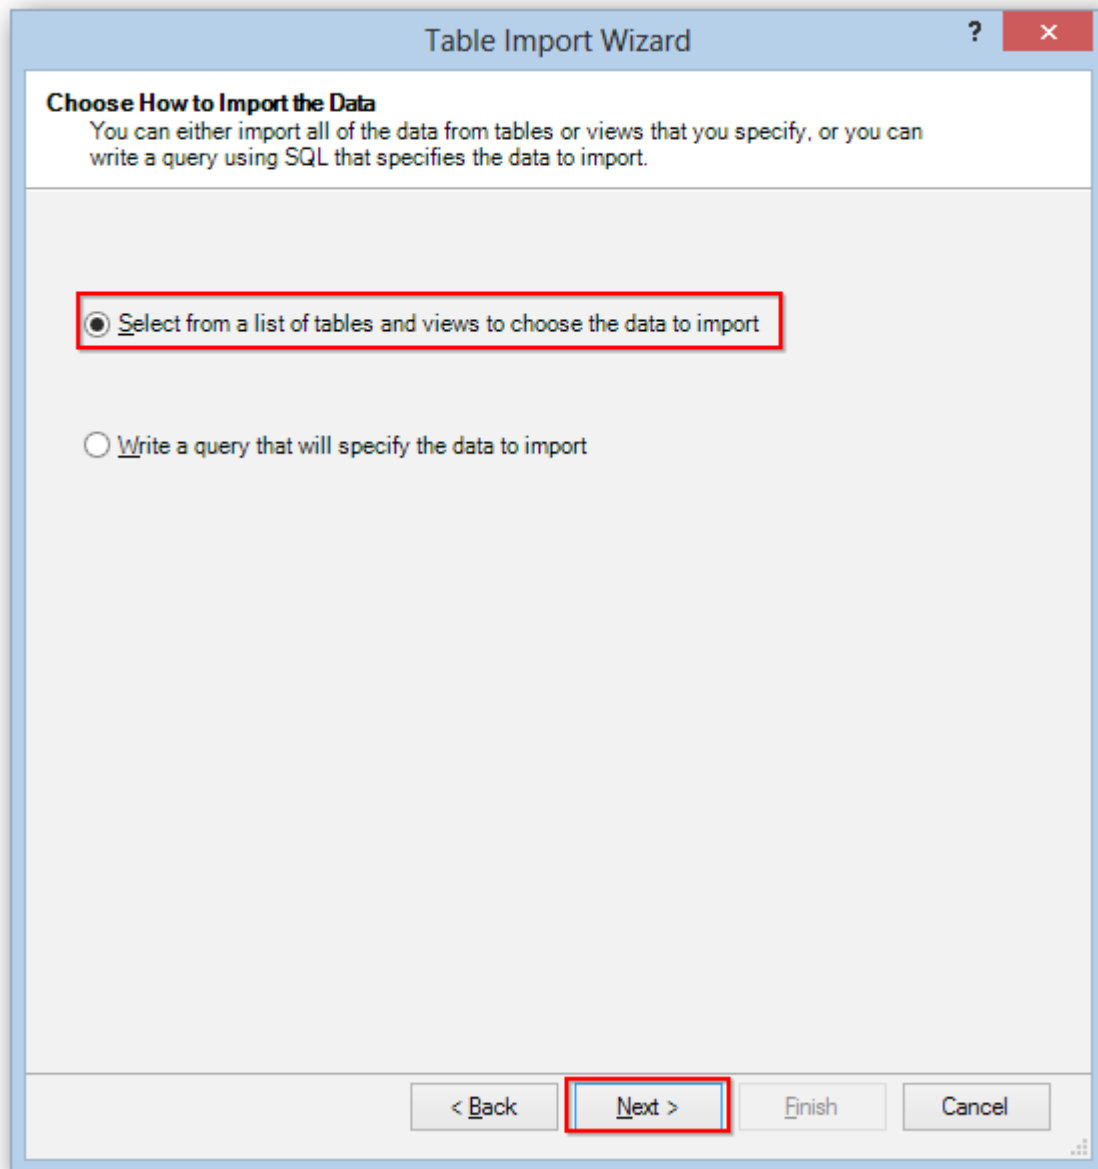 Table Import Wizard
?
×
Choose How to Import the Data
You can either import all of the data from tables or views that you specify, or you can
write a query using SQL that specifies the data to import.
Select from a list of tables and views to choose the data to import
Write a query that will specify the data to import
< Back
Next >
Finish
Cancel